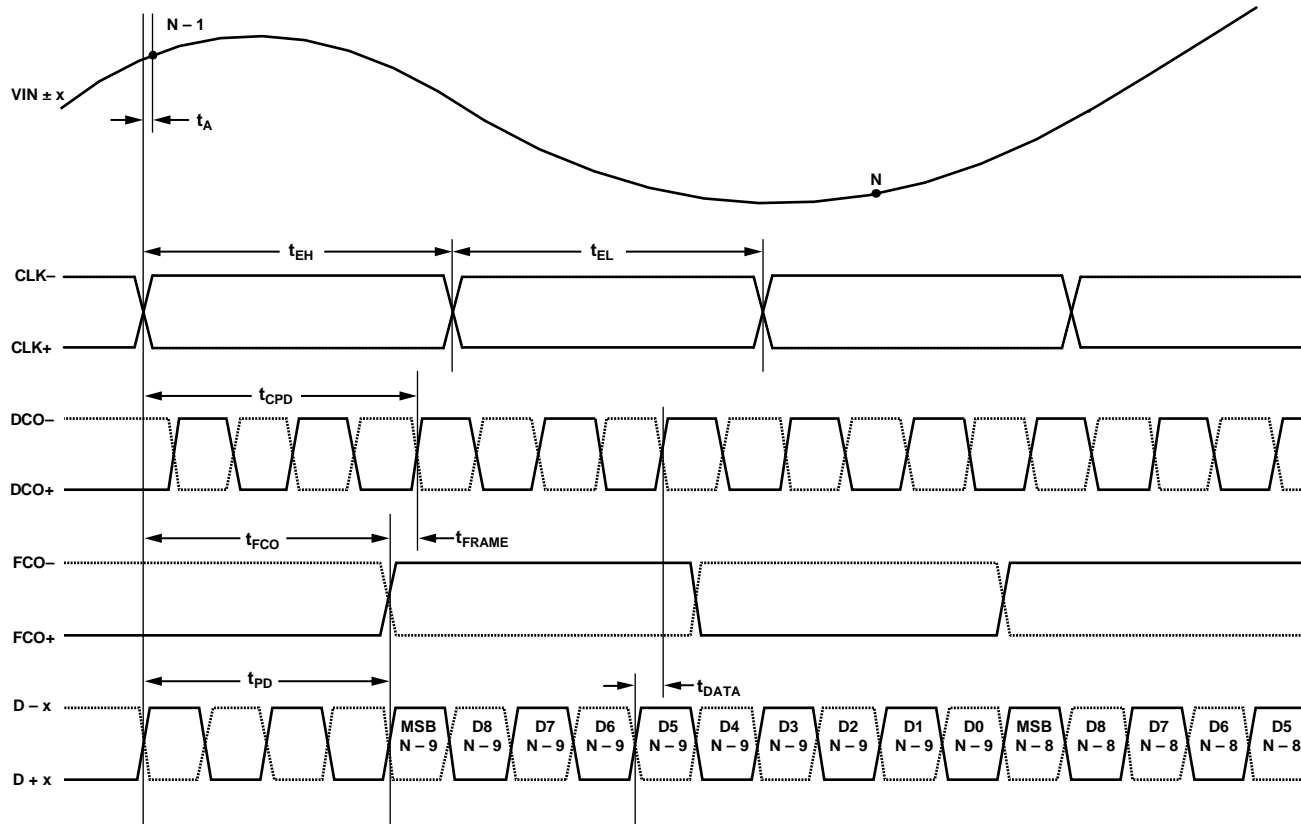 N – 1
VIN ± x
tA
N
tEH
tEL
CLK–
CLK+
tCPD
DCO–
DCO+
tFCO
tFRAME
FCO–
FCO+
tPD
tDATA
D – x
MSB D8 D7 D6 D5 D4 D3 D2 D1 D0 MSB D8 D7 D6 D5
N – 9 N – 9 N – 9 N – 9 N – 9 N – 9 N – 9 N – 9 N – 9 N – 9 N – 8 N – 8 N – 8 N – 8 N – 8
D + x